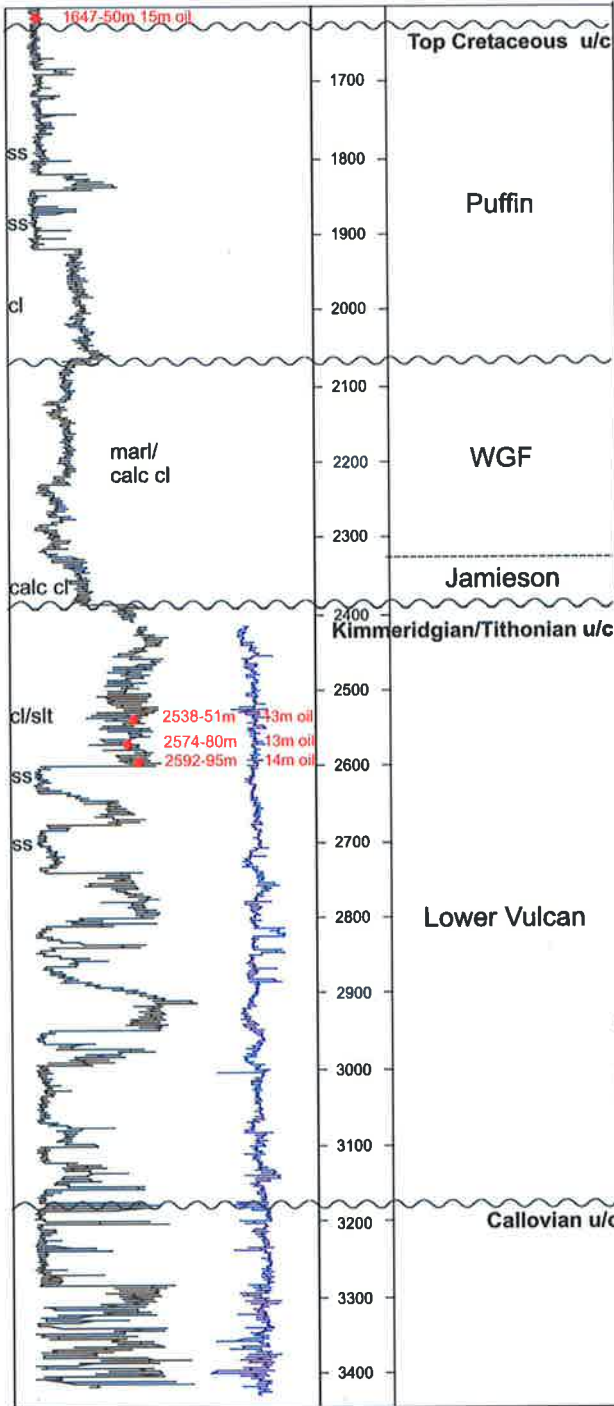 1647-50m 15m oil
Top Cretaceous u/c
1700
ss
1800
Puffin
ss
1900
cl
2000
2100
marl/
calc cl
2200
WGF
2300
Jamieson
calc cl
2400
Kimmeridgian/Tithonian u/c
2500
cl/slt
2538-51m 13m oil
2574-80m 13m oil
2592-95m 14m oil
2600
ss
2700
ss
2800
Lower Vulcan
2900
3000
3100
3200
Callovian u/c
3300
3400